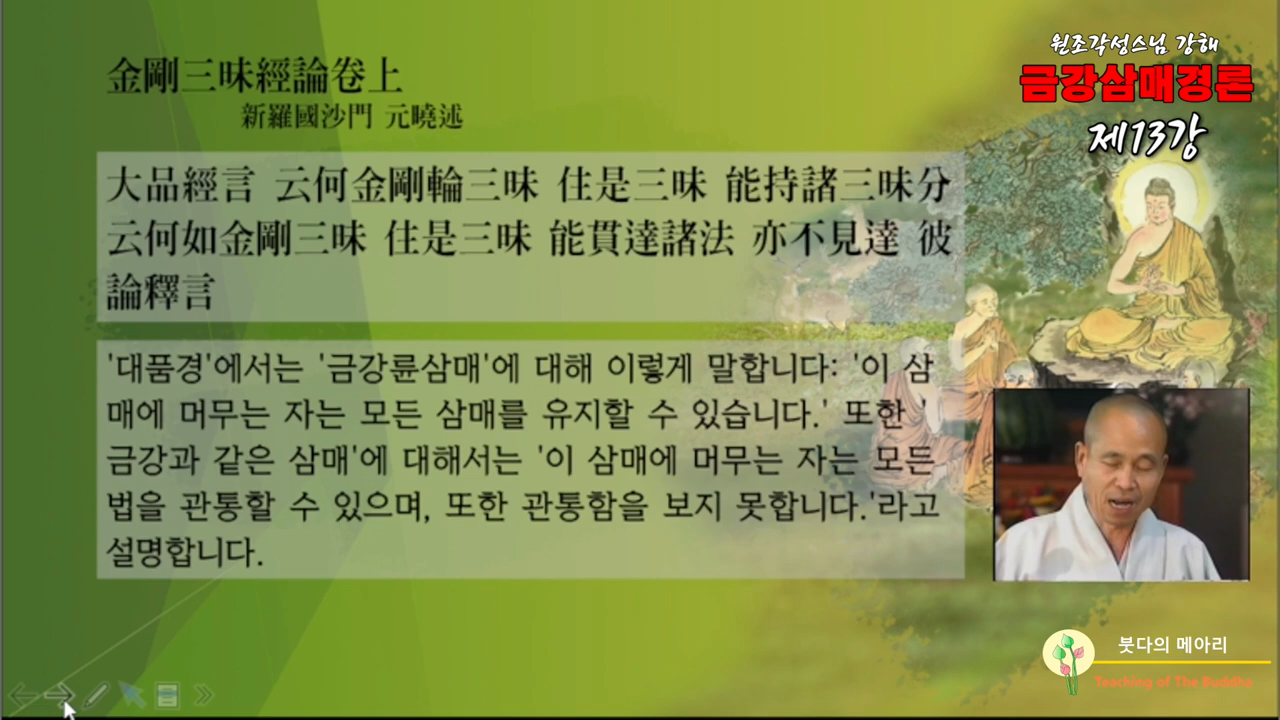 金剛三昧經論卷上
新羅國沙門 元曉述
大品經言 云何金剛輪三昧 住是三昧 能持諸三昧分
云何如金剛三昧 住是三昧 能貫達諸法 亦不見達 彼
論釋言
'대품경'에서는 '금강륜삼매'에 대해 이렇게 말합니다: '이 삼
매에 머무는 자는 모든 삼매를 유지할 수 있습니다.' 또한 '
금강과 같은 삼매'에 대해서는 '이 삼매에 머무는 자는 모든
법을 관통할 수 있으며, 또한 관통함을 보지 못합니다.'라고
설명합니다.
원조각성스님 강해
금강삼매경론
제13강
붓다의 메아리
Teaching of The Buddha